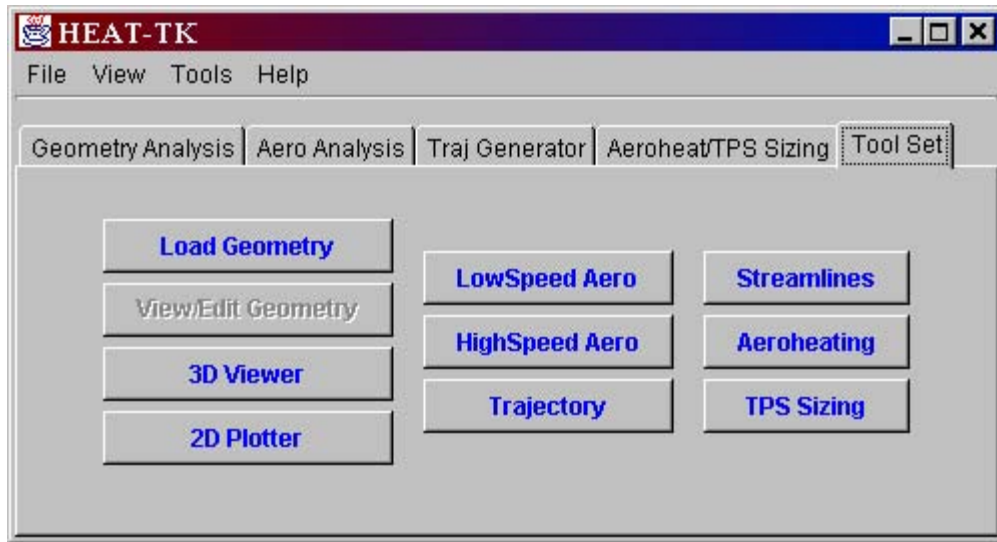 HEAT-TK
File View Tools Help
Geometry Analysis Aero Analysis Traj Generator Aeroheat/TPS Sizing Tool Set
Load Geometry
View/Edit Geometry
3D Viewer
2D Plotter
LowSpeed Aero
HighSpeed Aero
Trajectory
Streamlines
Aeroheating
TPS Sizing